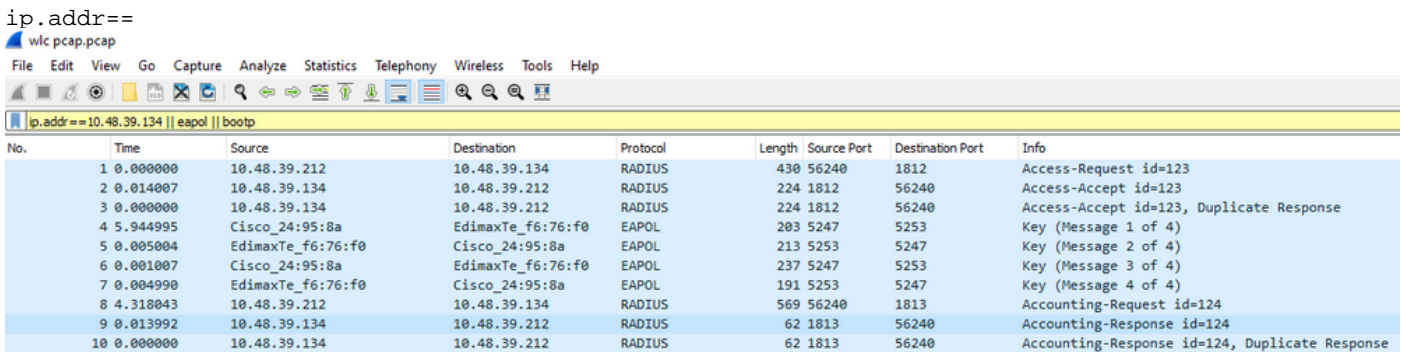 ip.addr==
wlc pcap.pcap
File Edit View Go Capture Analyze Statistics Telephony Wireless Tools Help
ip.addr==10.48.39.134 || eapol || bootp
No. Time Source Destination Protocol Length Source Port Destination Port Info
1 0.000000 10.48.39.212 10.48.39.134 RADIUS 430 56240 1812 Access-Request id=123
2 0.014007 10.48.39.134 10.48.39.212 RADIUS 224 1812 56240 Access-Accept id=123
3 0.000000 10.48.39.134 10.48.39.212 RADIUS 224 1812 56240 Access-Accept id=123, Duplicate Response
4 5.944995 Cisco_24:95:8a EdimaxTe_f6:76:f0 EAPOL 203 5247 5253 Key (Message 1 of 4)
5 0.005004 EdimaxTe_f6:76:f0 Cisco_24:95:8a EAPOL 213 5253 5247 Key (Message 2 of 4)
6 0.001007 Cisco_24:95:8a EdimaxTe_f6:76:f0 EAPOL 237 5247 5253 Key (Message 3 of 4)
7 0.004990 EdimaxTe_f6:76:f0 Cisco_24:95:8a EAPOL 191 5253 5247 Key (Message 4 of 4)
8 4.318043 10.48.39.212 10.48.39.134 RADIUS 569 56240 1813 Accounting-Request id=124
9 0.013992 10.48.39.134 10.48.39.212 RADIUS 62 1813 56240 Accounting-Response id=124
10 0.000000 10.48.39.134 10.48.39.212 RADIUS 62 1813 56240 Accounting-Response id=124, Duplicate Response